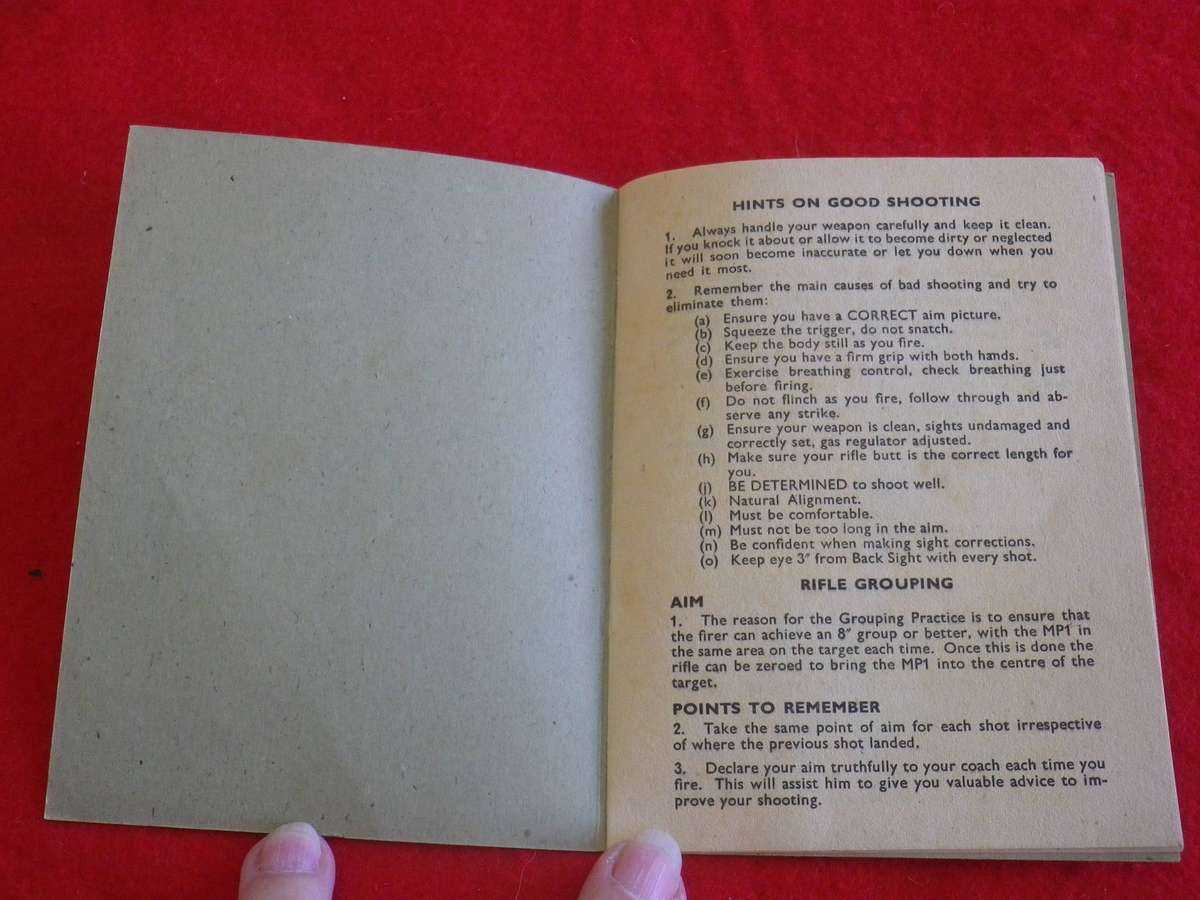 HINTS ON GOOD SHOOTING
1. Always handle your weapon carefully and keep it clean.
If you knock it about or allow it to become dirty or neglected
it will soon become inaccurate or let you down when you
need it most.
2. Remember the main causes of bad shooting and try to
eliminate them:
(a) Ensure you have a CORRECT aim picture.
(b) Squeeze the trigger, do not snatch.
(c) Keep the body still as you fire.
(d) Ensure you have a firm grip with both hands.
(e) Exercise breathing control, check breathing just
before firing.
(f) Do not flinch as you fire, follow through and ab-
serve any strike.
(g) Ensure your weapon is clean, sights undamaged and
correctly set, gas regulator adjusted.
(h) Make sure your rifle butt is the correct length for
you.
(j) BE DETERMINED to shoot well.
(k) Natural Alignment.
(l) Must be comfortable.
(m) Must not be too long in the aim.
(n) Be confident when making sight corrections.
(o) Keep eye 3″ from Back Sight with every shot.
RIFLE GROUPING
AIM
1. The reason for the Grouping Practice is to ensure that
the firer can achieve an 8″ group or better, with the MP1 in
the same area on the target each time. Once this is done the
rifle can be zeroed to bring the MP1 into the centre of the
target.
POINTS TO REMEMBER
2. Take the same point of aim for each shot irrespective
of where the previous shot landed.
3. Declare your aim truthfully to your coach each time you
fire. This will assist him to give you valuable advice to im-
prove your shooting.